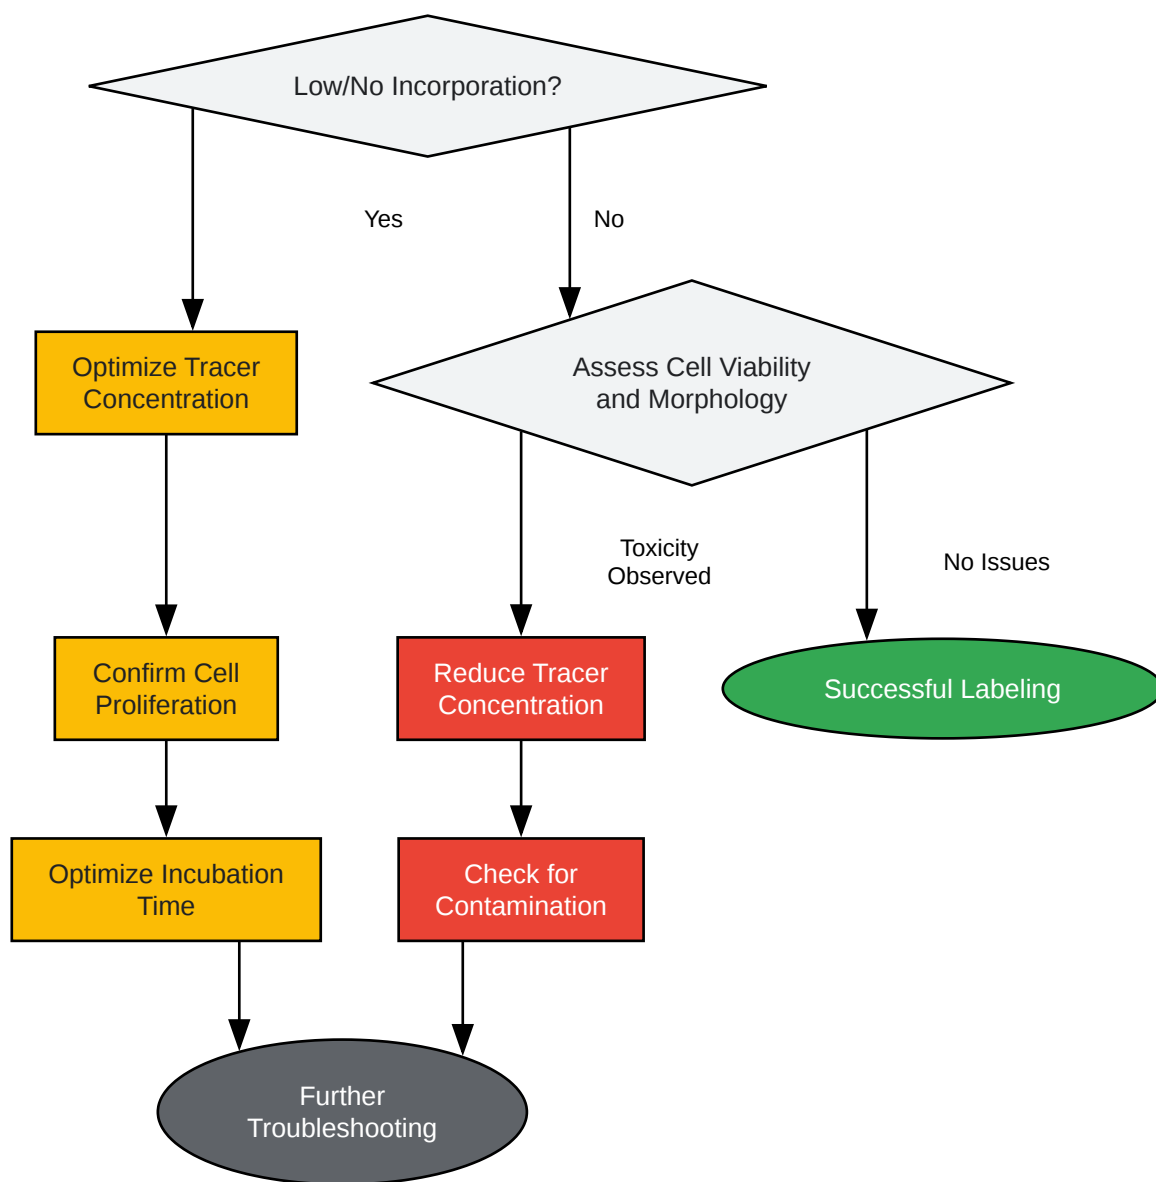 Low/No Incorporation?
Yes
No
Optimize Tracer
Concentration
Assess Cell Viability
and Morphology
Toxicity
Observed
No Issues
Confirm Cell
Proliferation
Reduce Tracer
Concentration
Successful Labeling
Optimize Incubation
Time
Check for
Contamination
Further
Troubleshooting